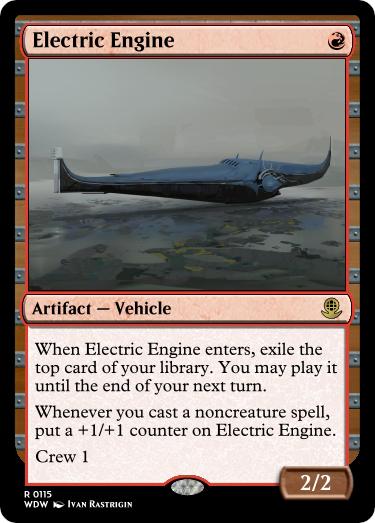 Electric Engine
Artifact — Vehicle
When Electric Engine enters, exile the
top card of your library. You may play it
until the end of your next turn.
Whenever you cast a noncreature spell,
put a +1/+1 counter on Electric Engine.
Crew 1
2/2
R 0115
WDW Ivan Rastrigin